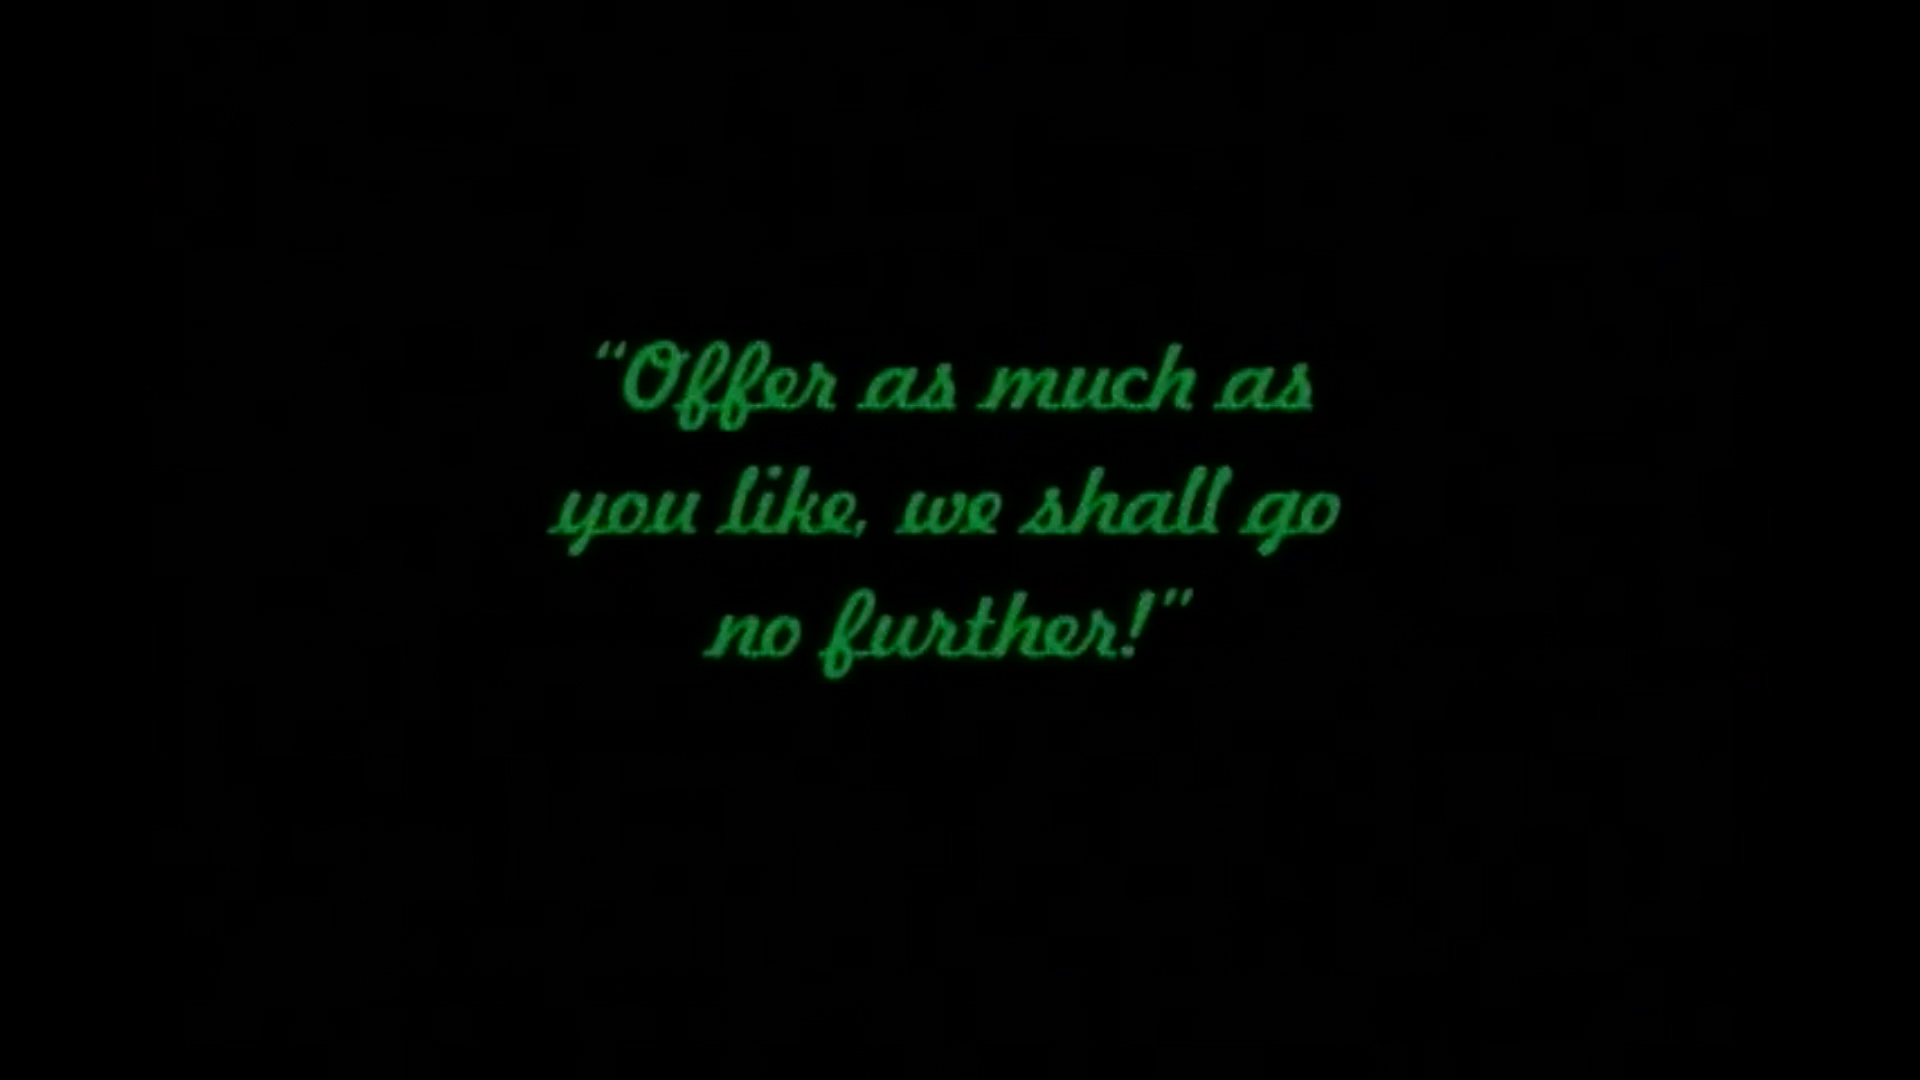 “Offer as much as
you like, we shall go
no further!”